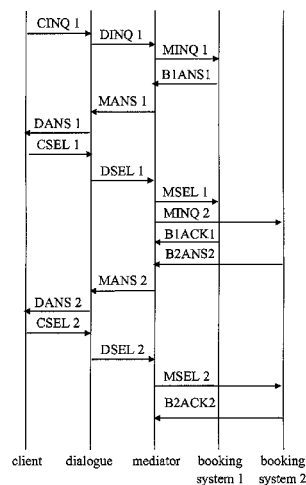 CINQ 1
DINQ 1
MINQ 1
B1ANS1
MANS 1
DANS 1
CSEL 1
DSEL 1
MSEL 1
MINQ 2
B1ACK1
B2ANS2
MANS 2
DANS 2
CSEL 2
DSEL 2
MSEL 2
B2ACK2
client dialogue mediator booking booking
system 1 system 2